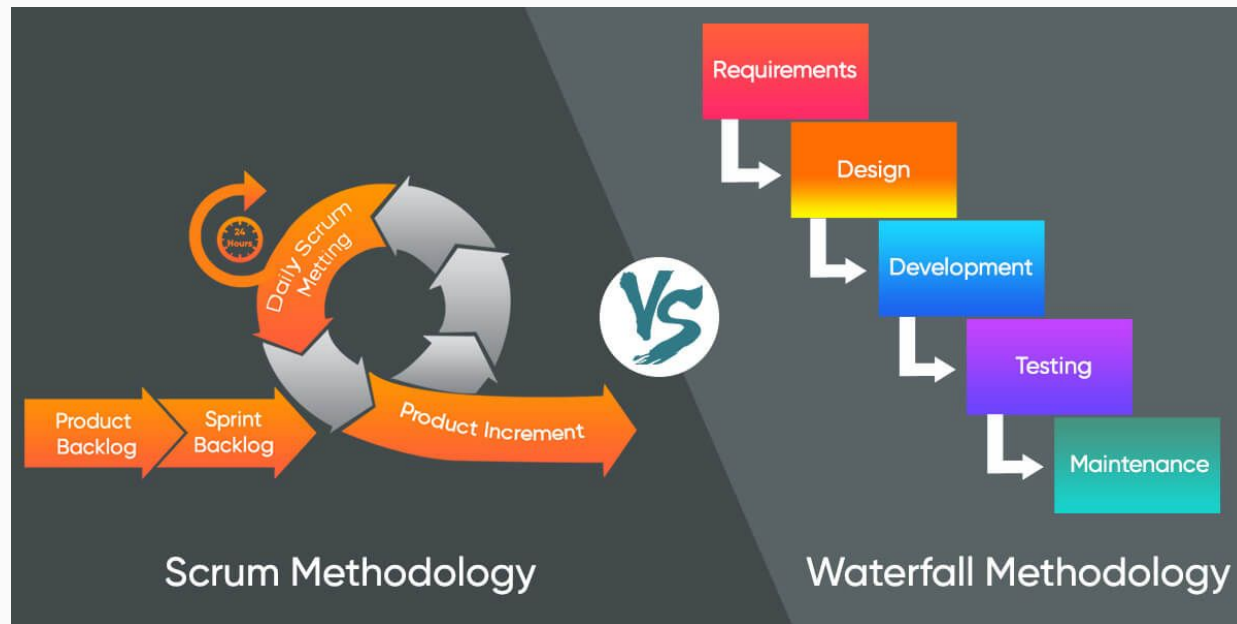 24
Hours
Daily Scrum
Metting
Product
Backlog
Sprint
Backlog
Product Increment
Scrum Methodology
VS
Requirements
Design
Development
Testing
Maintenance
Waterfall Methodology